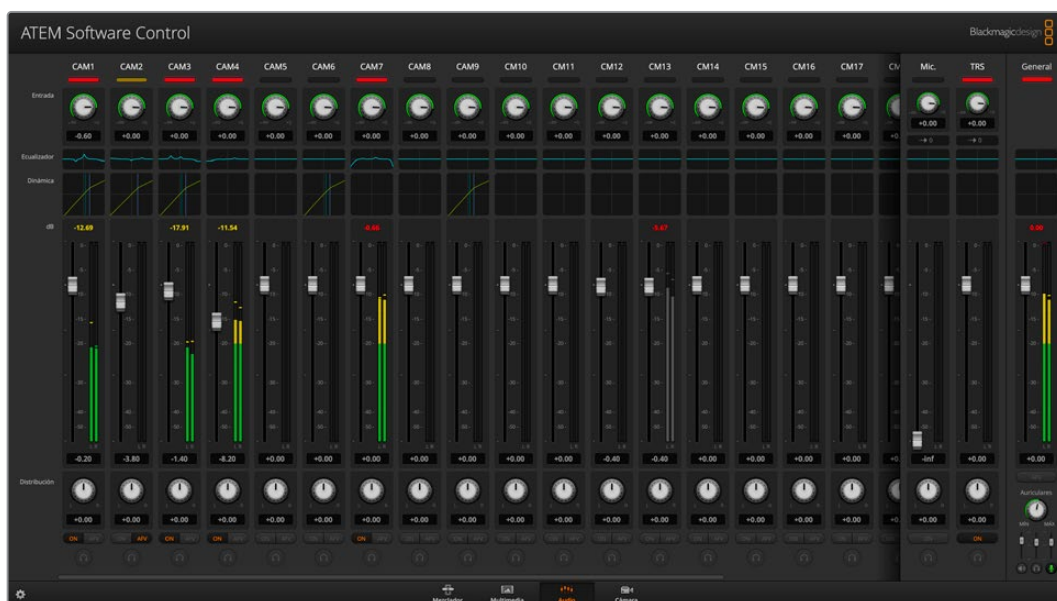 ATEM Software Control
Blackmagicdesign
CAM1 CAM2 CAM3 CAM4 CAM5 CAM6 CAM7 CAM8 CAM9 CM10 CM11 CM12 CM13 CM14 CM15 CM16 CM17 Mic. TRS General
Entrada
-0.60 +0.00 +0.00 +0.00 +0.00 +0.00 +0.00 +0.00 +0.00 +0.00 +0.00 +0.00 +0.00 +0.00 +0.00 +0.00 +0.00 +0.00 +0.00
Ecualizador
Dinámica
dB -12.69 -17.91 -11.54 -5.67 0.00
-0.20 -3.80 -1.40 -8.20 +0.00 +0.00 +0.00 +0.00 +0.00 +0.00 +0.00 -0.40 -0.40 +0.00 +0.00 +0.00 +0.00 -inf +0.00 +0.00
Distribución
Auriculares
+0.00 +0.00 +0.00 +0.00 +0.00 +0.00 +0.00 +0.00 +0.00 +0.00 +0.00 +0.00 +0.00 +0.00 +0.00 +0.00 +0.00 +0.00 +0.00
MÍN MÁX
ON AFV ON ON ON ON
Mezclador Multimedia Audio Cámara